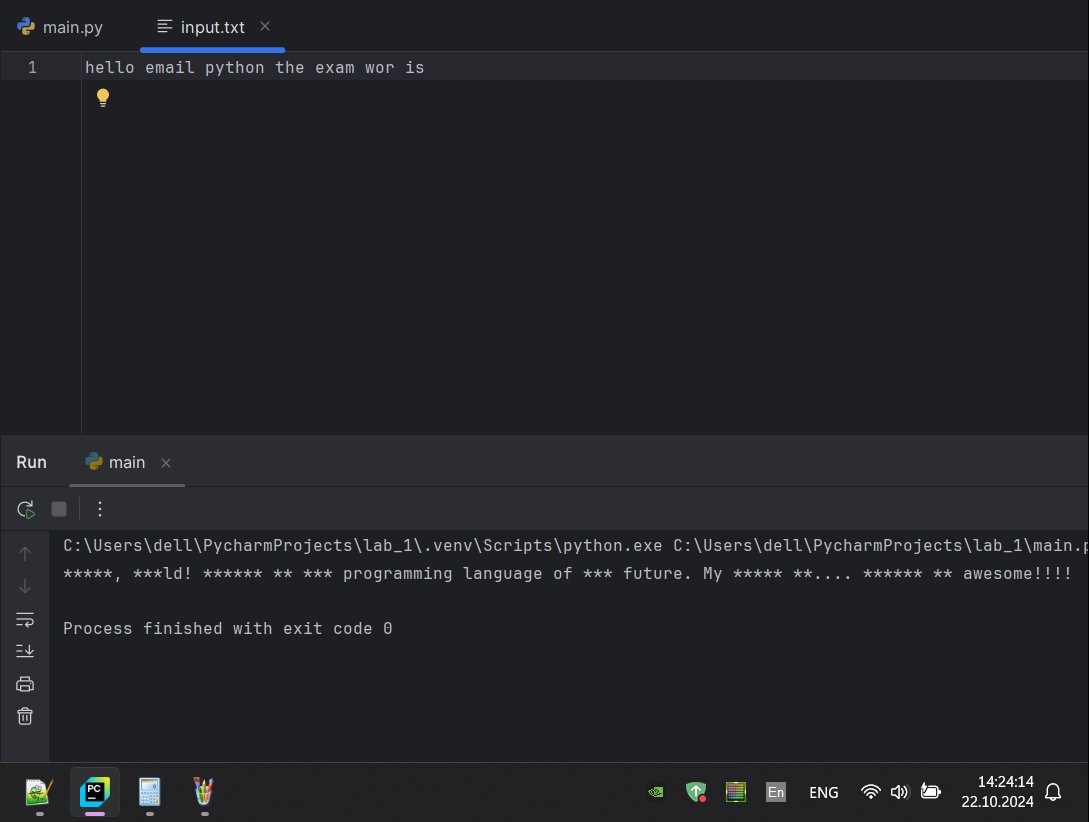 main.py input.txt
1 hello email python the exam wor is
Run main
C:\Users\dell\PycharmProjects\lab_1\.venv\Scripts\python.exe C:\Users\dell\PycharmProjects\lab_1\main.p
*****, ***ld! ****** ** *** programming language of *** future. My ***** **.... ****** ** awesome!!!!
Process finished with exit code 0
PC
En
ENG
14:24:14
22.10.2024